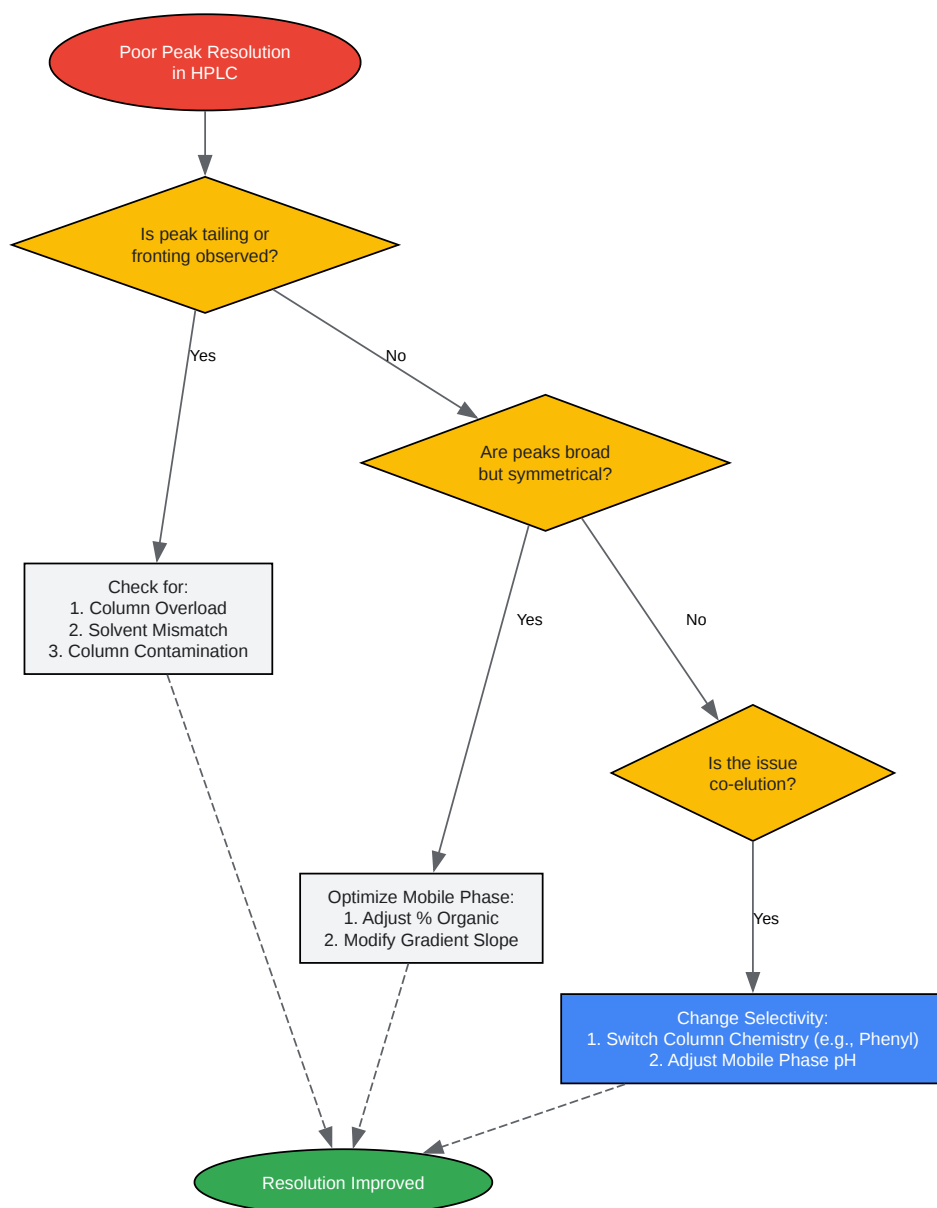 Poor Peak Resolution
in HPLC
Is peak tailing or
fronting observed?
Yes
No
Are peaks broad
but symmetrical?
Check for:
1. Column Overload
2. Solvent Mismatch
3. Column Contamination
Yes
No
Is the issue
co-elution?
Optimize Mobile Phase:
1. Adjust % Organic
2. Modify Gradient Slope
Yes
Change Selectivity:
1. Switch Column Chemistry (e.g., Phenyl)
2. Adjust Mobile Phase pH
Resolution Improved